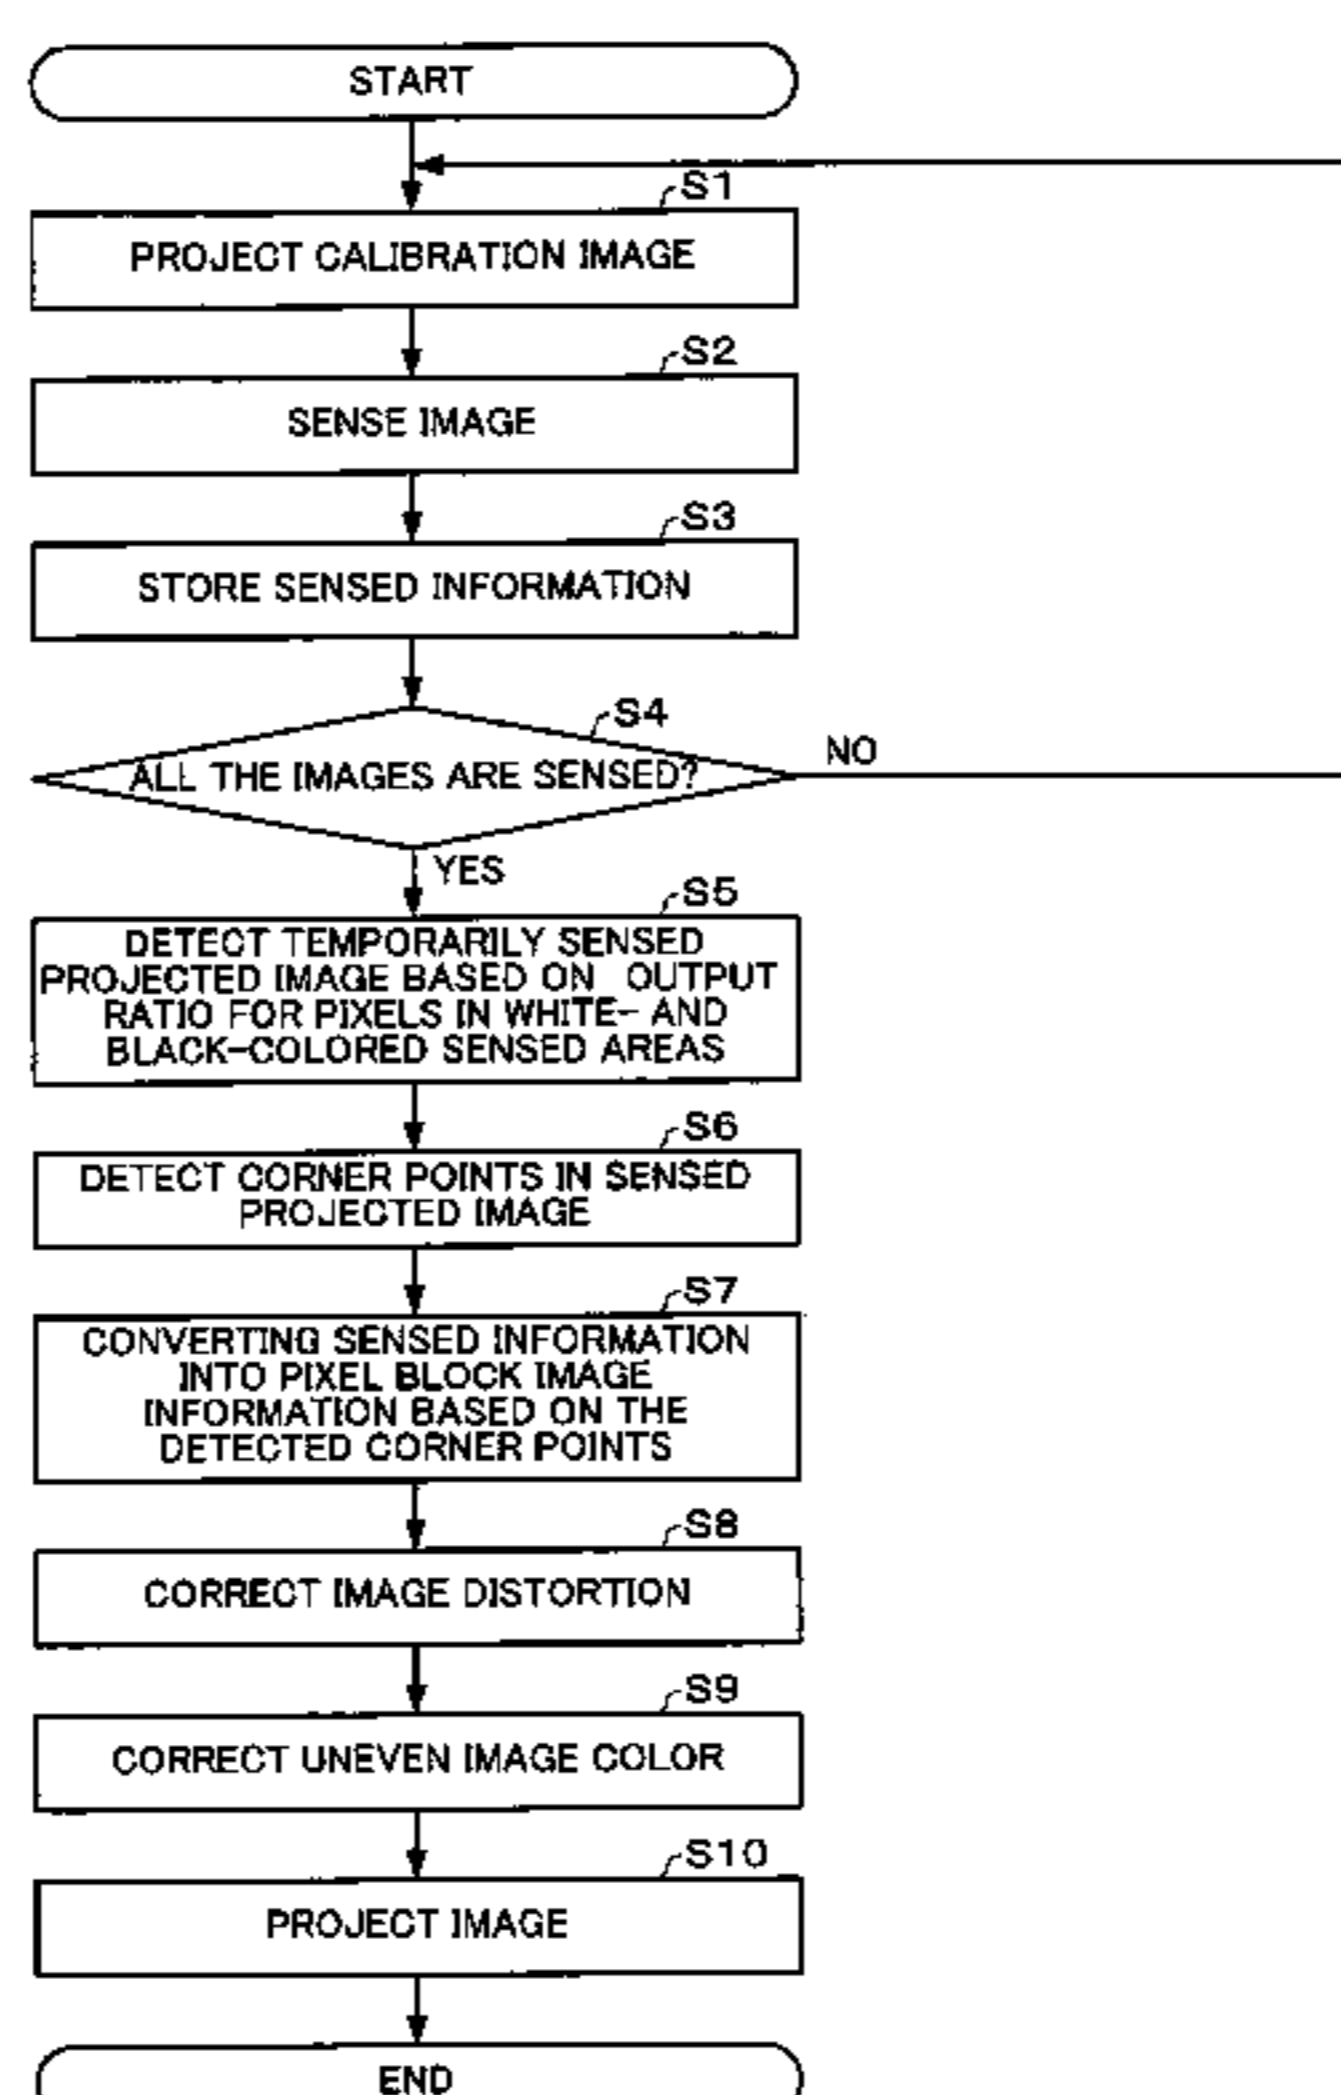 START
S1
PROJECT CALIBRATION IMAGE
S2
SENSE IMAGE
S3
STORE SENSED INFORMATION
S4
ALL THE IMAGES ARE SENSED?
NO
YES
S5
DETECT TEMPORARILY SENSED
PROJECTED IMAGE BASED ON OUTPUT
RATIO FOR PIXELS IN WHITE- AND
BLACK-COLORED SENSED AREAS
S6
DETECT CORNER POINTS IN SENSED
PROJECTED IMAGE
S7
CONVERTING SENSED INFORMATION
INTO PIXEL BLOCK IMAGE
INFORMATION BASED ON THE
DETECTED CORNER POINTS
S8
CORRECT IMAGE DISTORTION
S9
CORRECT UNEVEN IMAGE COLOR
S10
PROJECT IMAGE
END